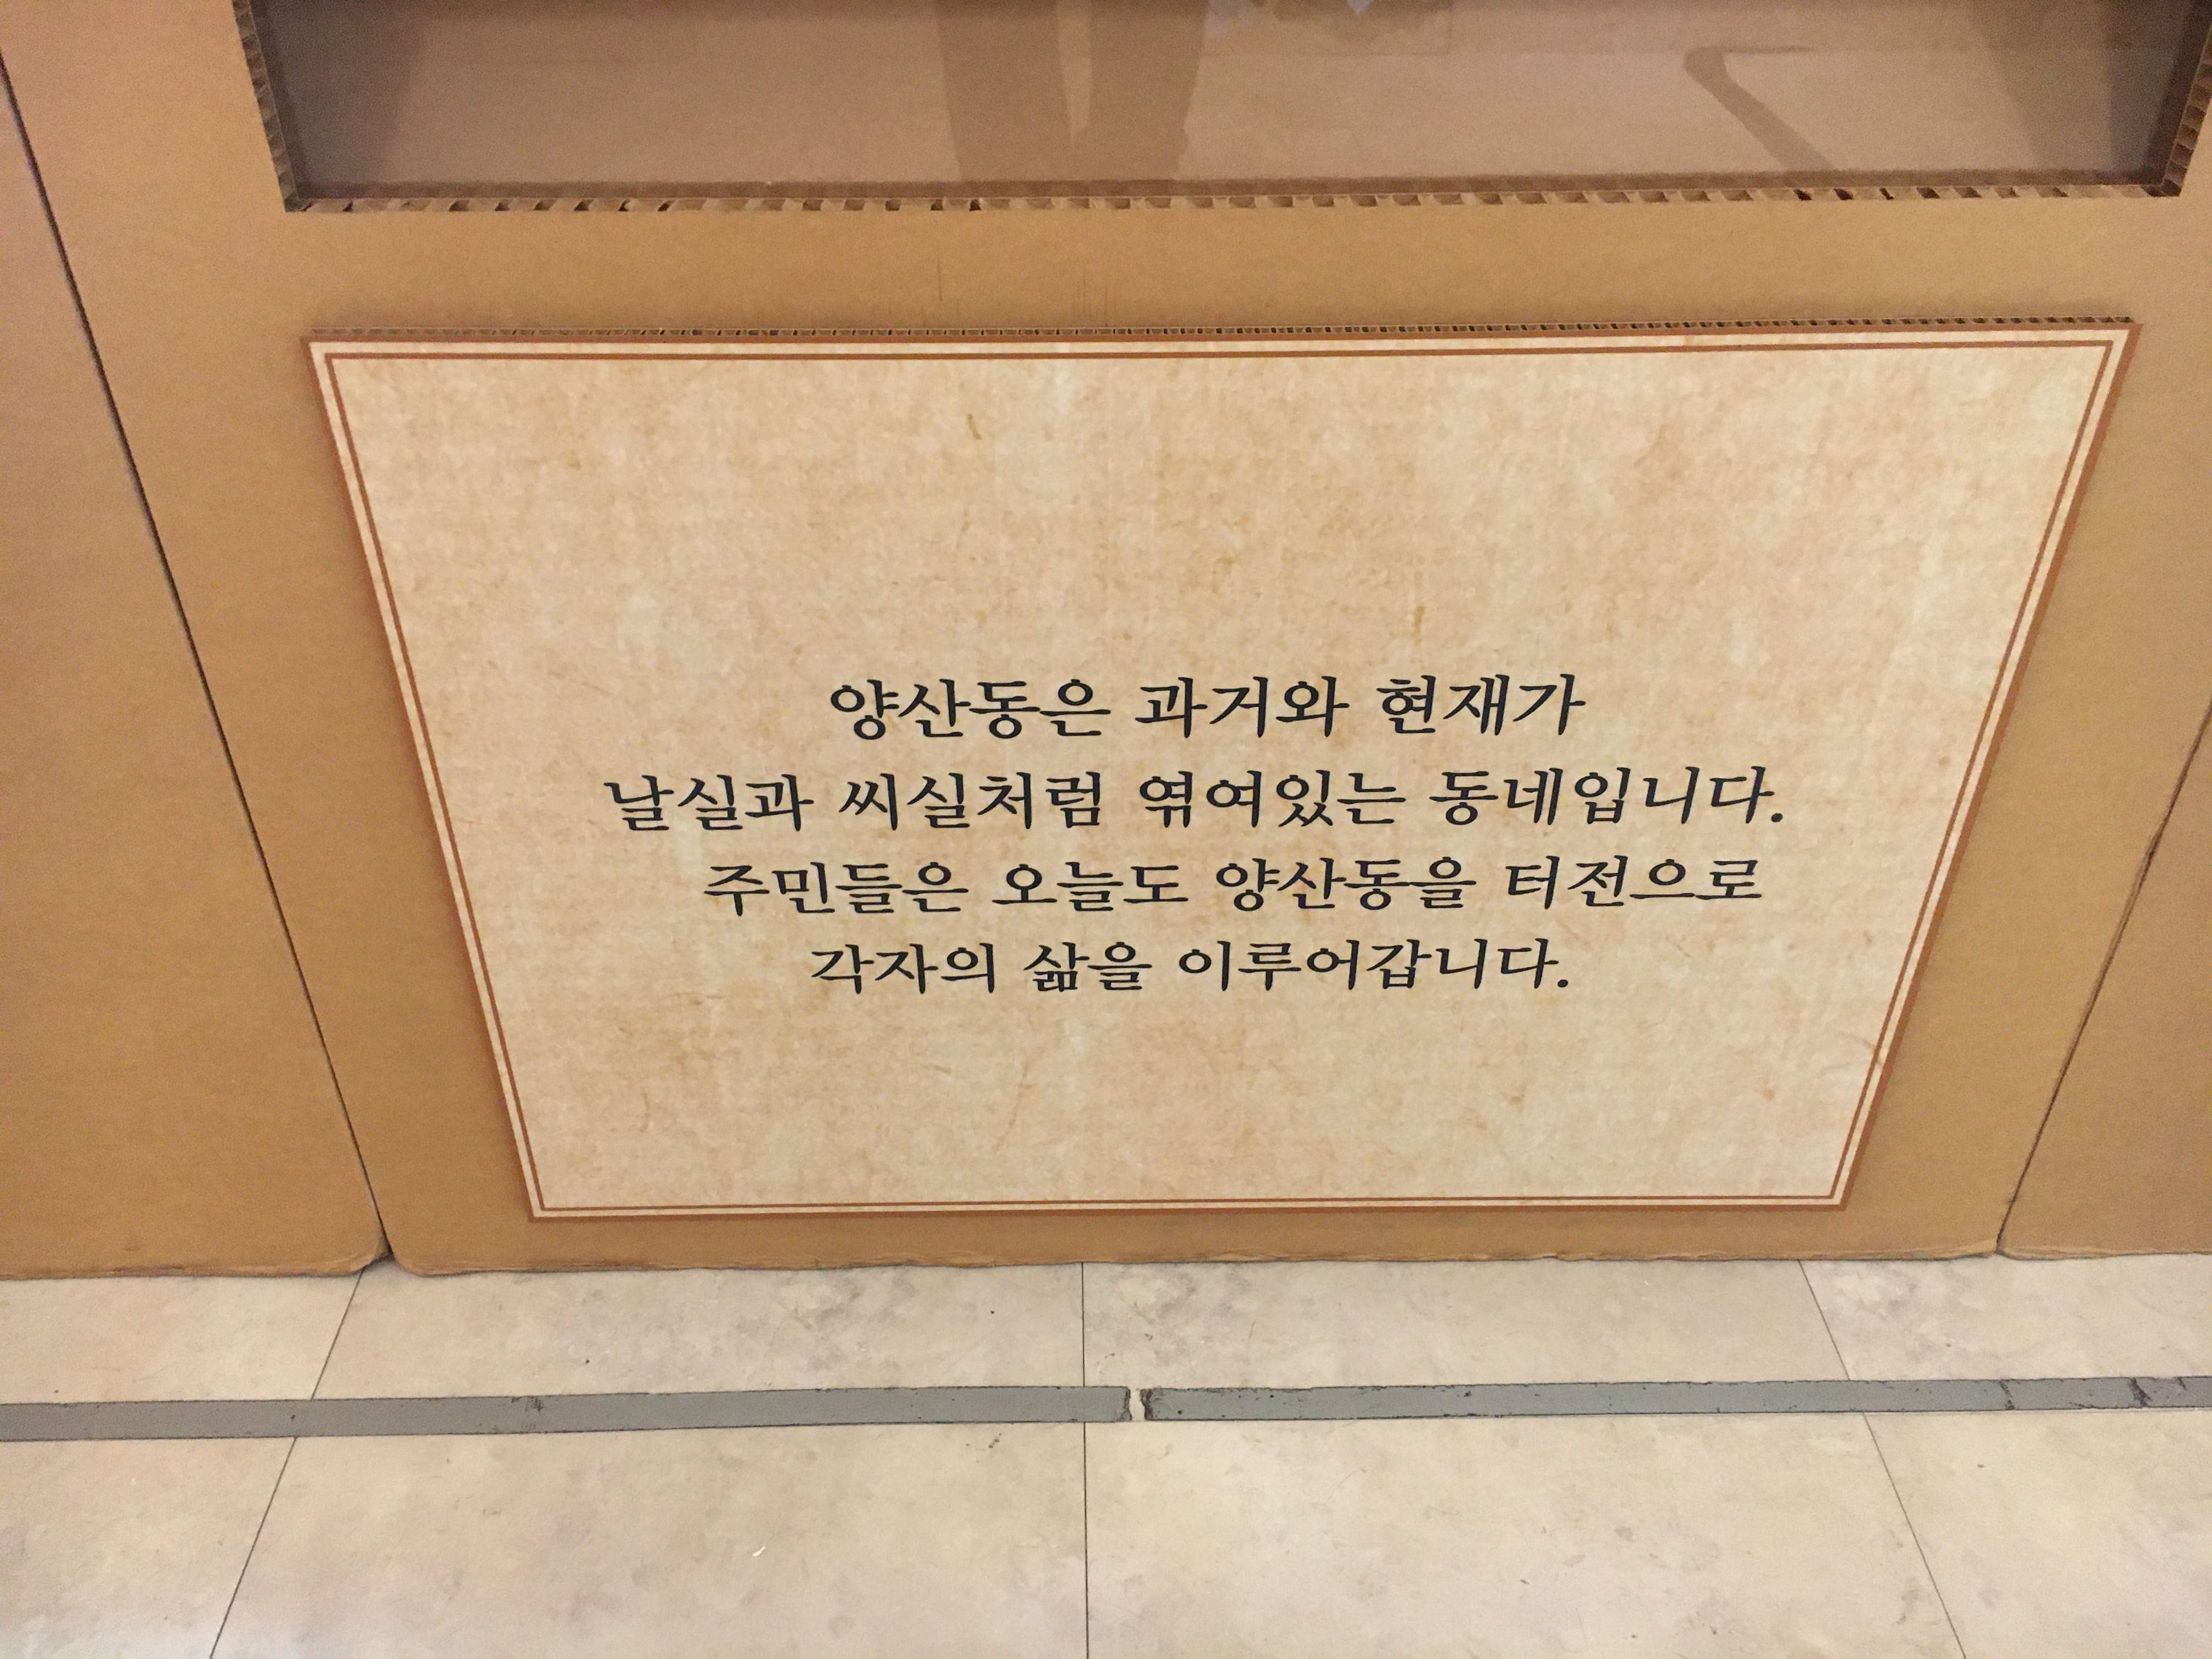 양산동은 과거와 현재가
날실과 씨실처럼 엮여있는 동네입니다.
주민들은 오늘도 양산동을 터전으로
각자의 삶을 이루어갑니다.